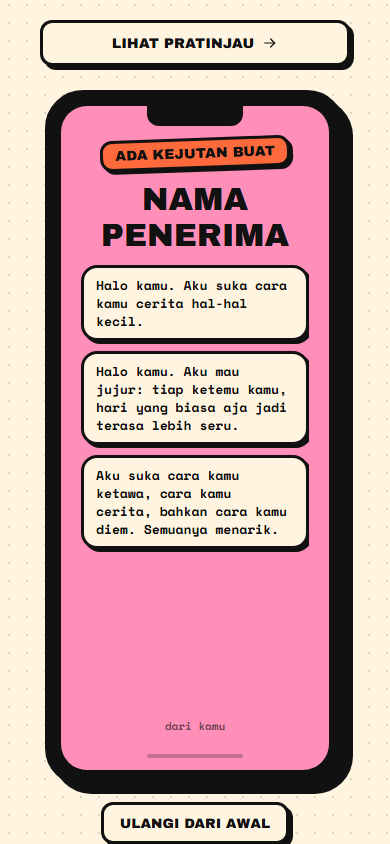 LIHAT PRATINJAU →
ADA KEJUTAN BUAT
NAMA
PENERIMA
Halo kamu. Aku suka cara
kamu cerita hal-hal
kecil.
Halo kamu. Aku mau
jujur: tiap ketemu kamu,
hari yang biasa aja jadi
terasa lebih seru.
Aku suka cara kamu
ketawa, cara kamu
cerita, bahkan cara kamu
diem. Semuanya menarik.
dari kamu
ULANGI DARI AWAL